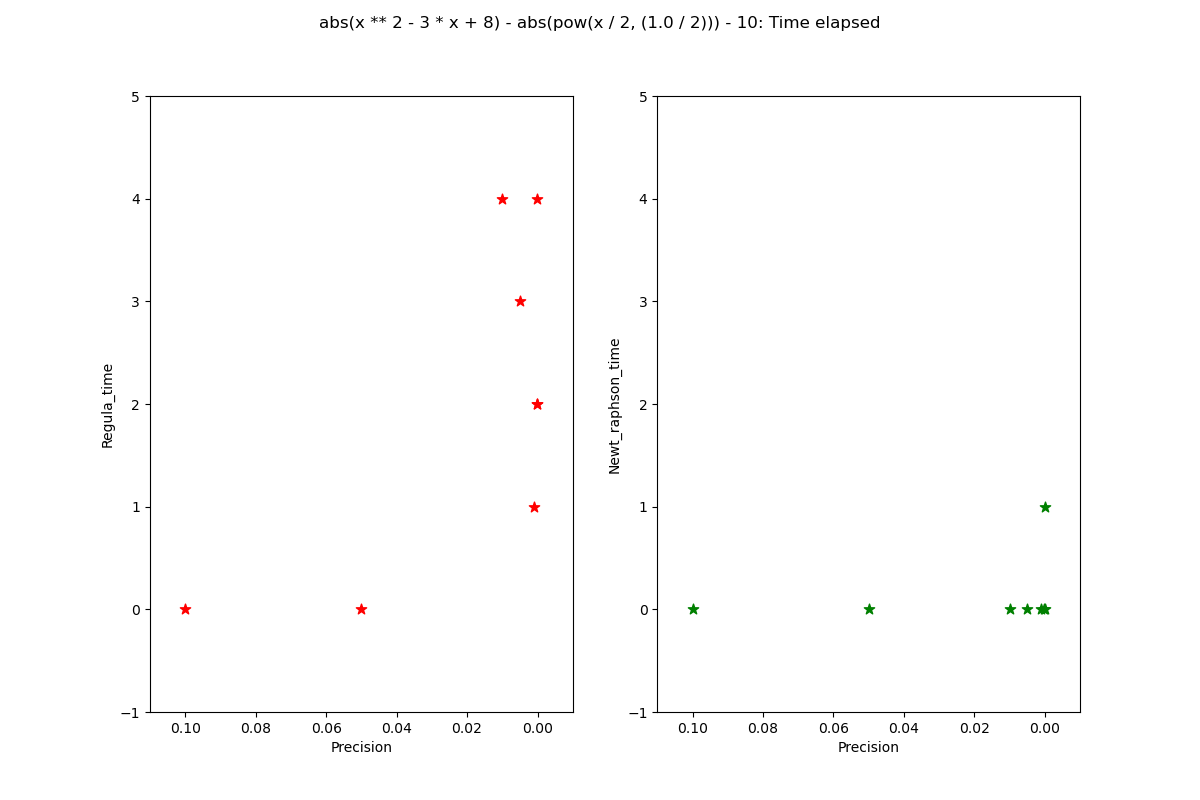 abs(x ** 2 - 3 * x + 8) - abs(pow(x / 2, (1.0 / 2))) - 10: Time elapsed
5
4
3
2
1
0
−1
Regula_time
0.10 0.08 0.06 0.04 0.02 0.00
Precision
5
4
3
2
1
0
−1
Newt_raphson_time
0.10 0.08 0.06 0.04 0.02 0.00
Precision